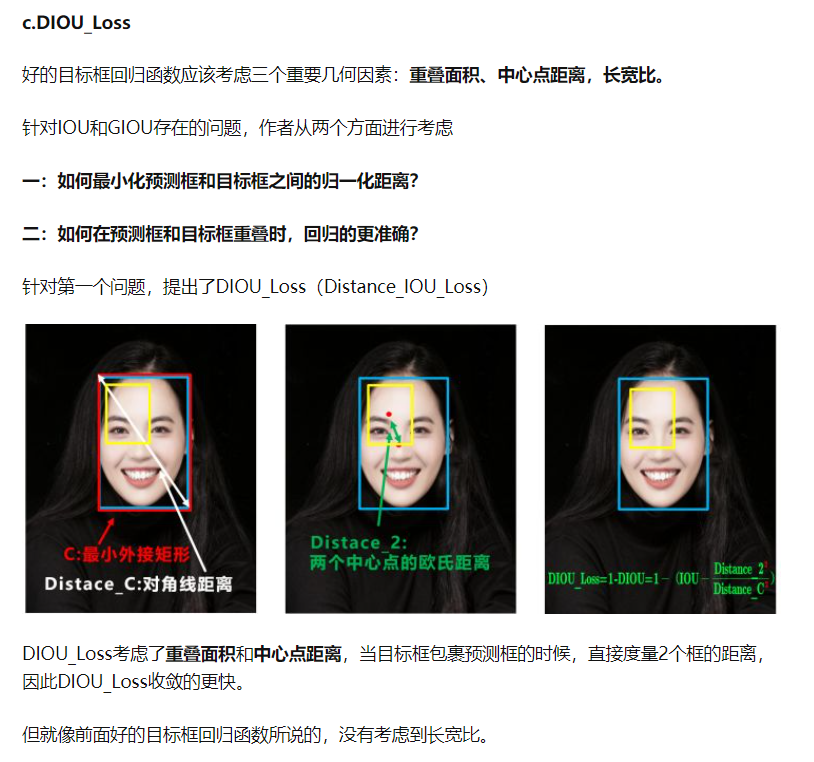 c.DIOU_Loss
好的目标框回归函数应该考虑三个重要几何因素：重叠面积、中心点距离，长宽比。
针对IOU和GIOU存在的问题，作者从两个方面进行考虑
一：如何最小化预测框和目标框之间的归一化距离？
二：如何在预测框和目标框重叠时，回归的更准确？
针对第一个问题，提出了DIOU_Loss（Distance_IOU_Loss）
C:最小外接矩形
Distace_C:对角线距离
Distace_2:
两个中心点的欧氏距离
DIOU_Loss=1-DIOU=1-(IOU-Distance_2²/Distance_C²)
DIOU_Loss考虑了重叠面积和中心点距离，当目标框包裹预测框的时候，直接度量2个框的距离，
因此DIOU_Loss收敛的更快。
但就像前面好的目标框回归函数所说的，没有考虑到长宽比。